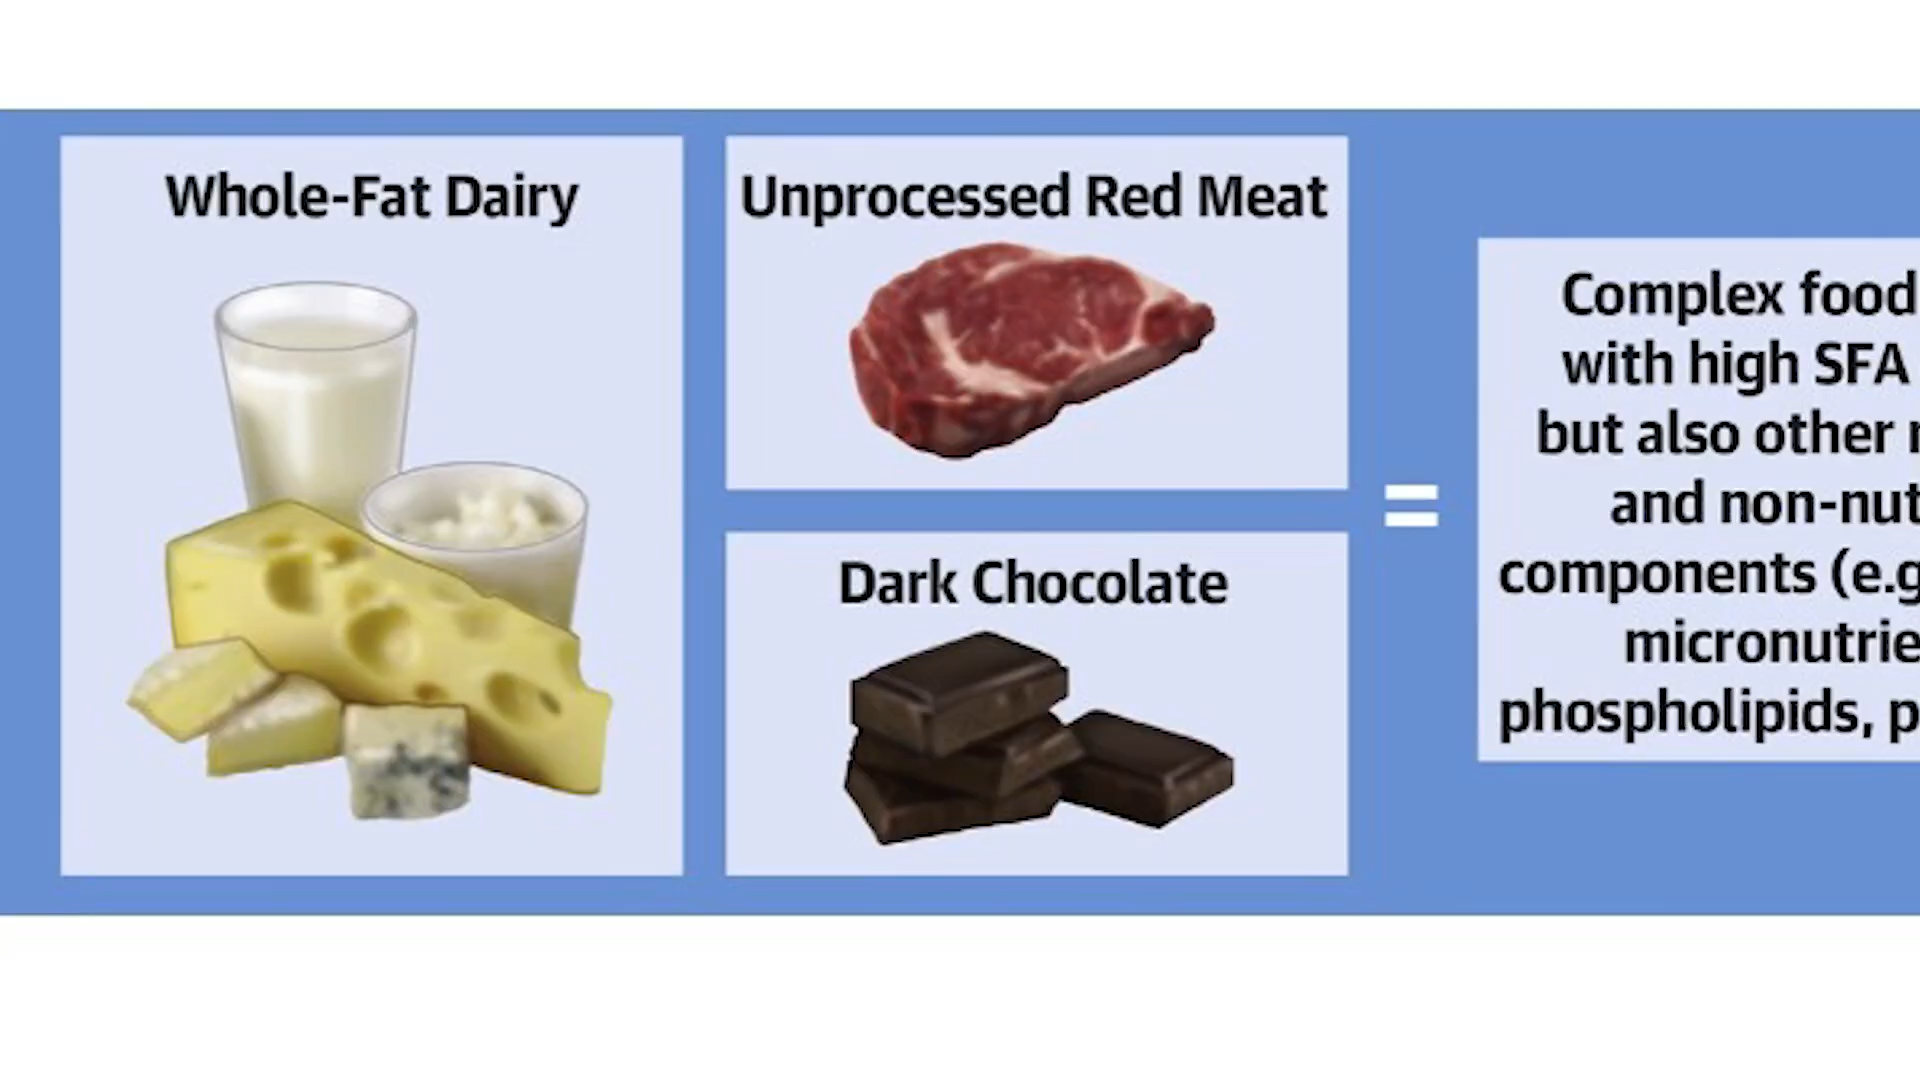 Whole-Fat Dairy
Unprocessed Red Meat
Dark Chocolate
=
Complex food
with high SFA
but also other
and non-nut
components (e.g
micronutrie
phospholipids, p